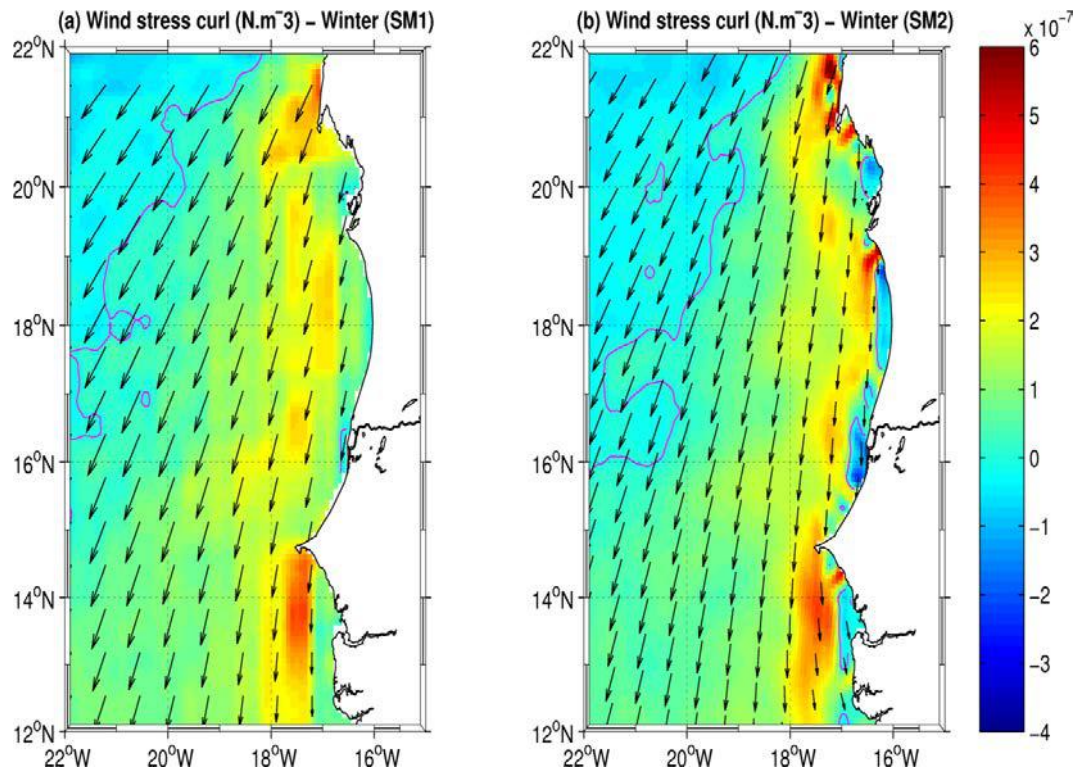 (a) Wind stress curl (N.m⁻3) – Winter (SM1)
(b) Wind stress curl (N.m⁻3) – Winter (SM2)
x 10⁻⁷
22°N
20°N
18°N
16°N
14°N
12°N
22°W 20°W 18°W 16°W
22°N
20°N
18°N
16°N
14°N
12°N
22°W 20°W 18°W 16°W
6
5
4
3
2
1
0
−1
−2
−3
−4